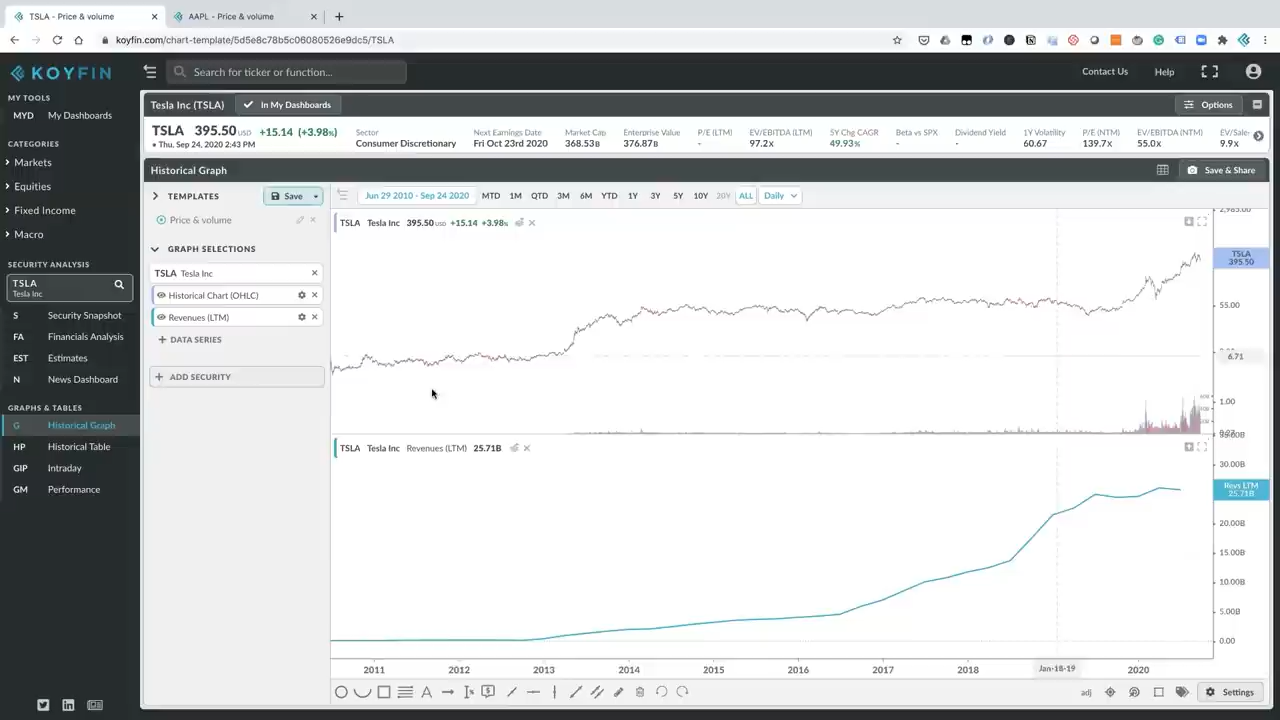 TSLA - Price & volume
AAPL - Price & volume
koyfin.com/chart-template/5d5e8c78b5c06080526e9dc5/TSLA
KOYFIN
Search for ticker or function...
Contact Us
Help
MY TOOLS
MYD My Dashboards
CATEGORIES
Markets
Equities
Fixed Income
Macro
SECURITY ANALYSIS
TSLA
Tesla Inc
S Security Snapshot
FA Financials Analysis
EST Estimates
N News Dashboard
GRAPHS & TABLES
G Historical Graph
HP Historical Table
GIP Intraday
GM Performance
Tesla Inc (TSLA)
In My Dashboards
Options
TSLA 395.50 USD +15.14 (+3.98%)
• Thu, Sep 24, 2020 2:43 PM
Sector
Consumer Discretionary
Next Earnings Date
Fri Oct 23rd 2020
Market Cap
368.53B
Enterprise Value
376.87B
P/E (LTM)
-
EV/EBITDA (LTM)
97.2x
5Y Chg CAGR
49.93%
Beta vs SPX
-
Dividend Yield
-
1Y Volatility
60.67
P/E (NTM)
139.7x
EV/EBITDA (NTM)
55.0x
EV/Sale
9.9x
Historical Graph
Save & Share
TEMPLATES
Save
Price & volume
GRAPH SELECTIONS
TSLA Tesla Inc
Historical Chart (OHLC)
Revenues (LTM)
+ DATA SERIES
+ ADD SECURITY
Jun 29 2010 - Sep 24 2020 MTD 1M QTD 3M 6M YTD 1Y 3Y 5Y 10Y 20Y ALL Daily
TSLA Tesla Inc 395.50 USD +15.14 +3.98%
TSLA
395.50
55.00
6.71
1.00
TSLA Tesla Inc Revenues (LTM) 25.71B
30.00B
Revs LTM
25.71B
20.00B
15.00B
10.00B
5.00B
0.00
2011 2012 2013 2014 2015 2016 2017 2018 Jan-18-19 2020
adj
Settings